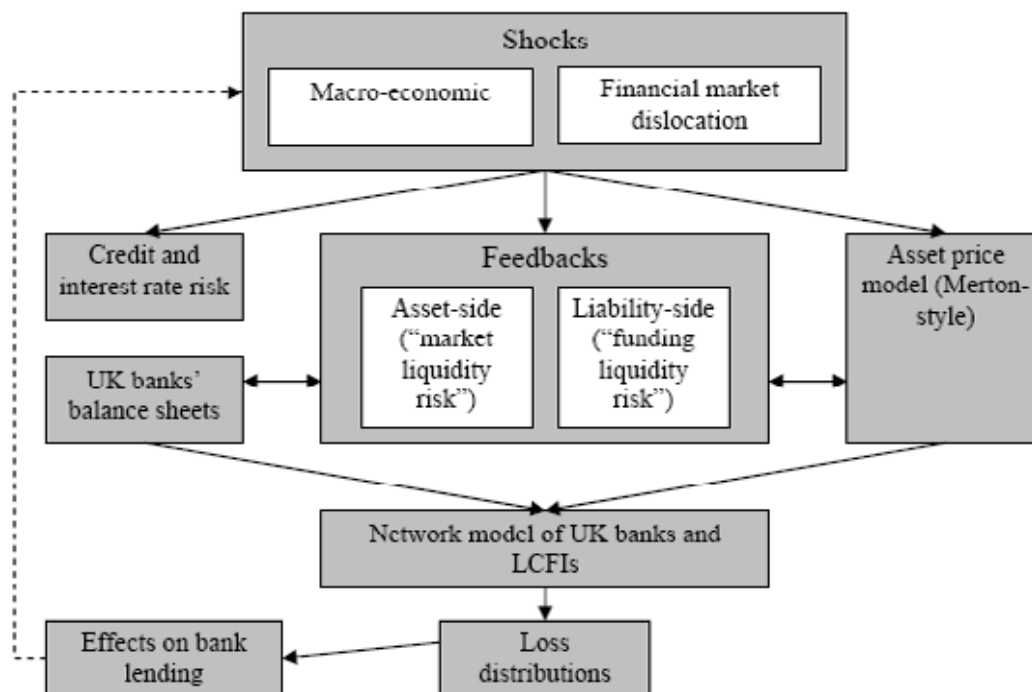 Shocks
Macro-economic
Financial market
dislocation
Credit and
interest rate risk
Feedbacks
Asset-side
(“market
liquidity
risk”)
Liability-side
(“funding
liquidity
risk”)
Asset price
model (Merton-
style)
UK banks’
balance sheets
Network model of UK banks and
LCFIs
Effects on bank
lending
Loss
distributions